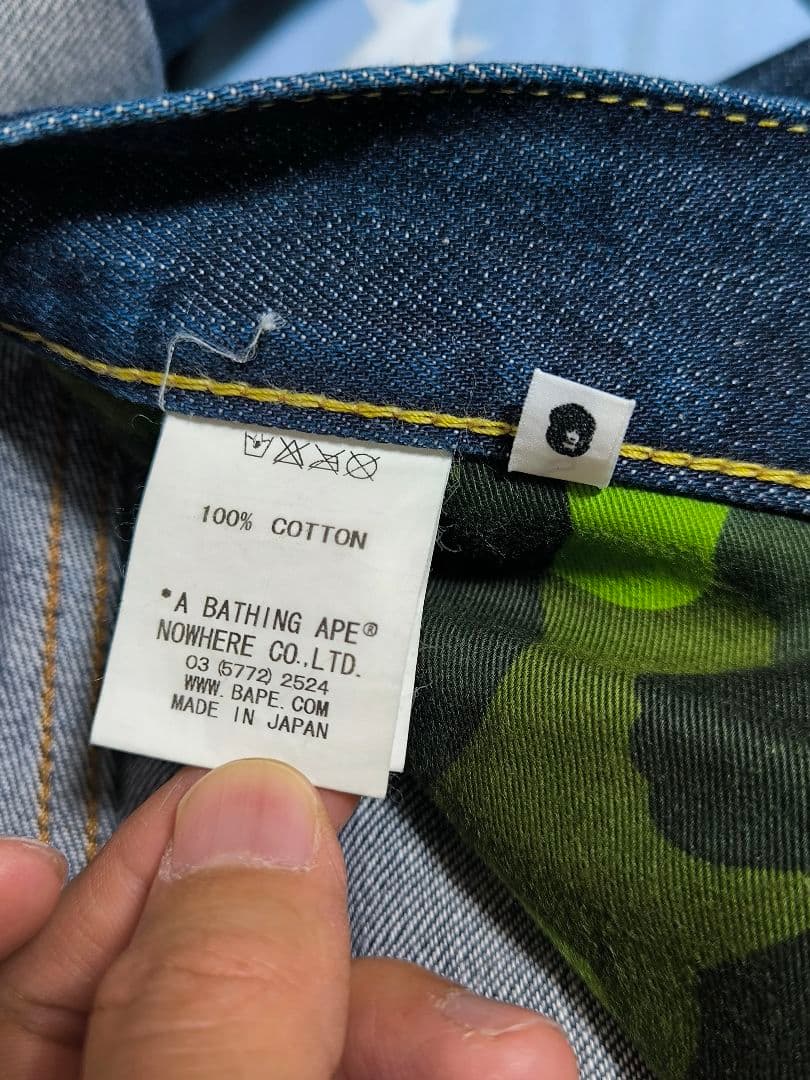 100% COTTON
*A BATHING APE®
NOWHERE CO.,LTD.
03 (5772) 2524
WWW. BAPE. COM
MADE IN JAPAN